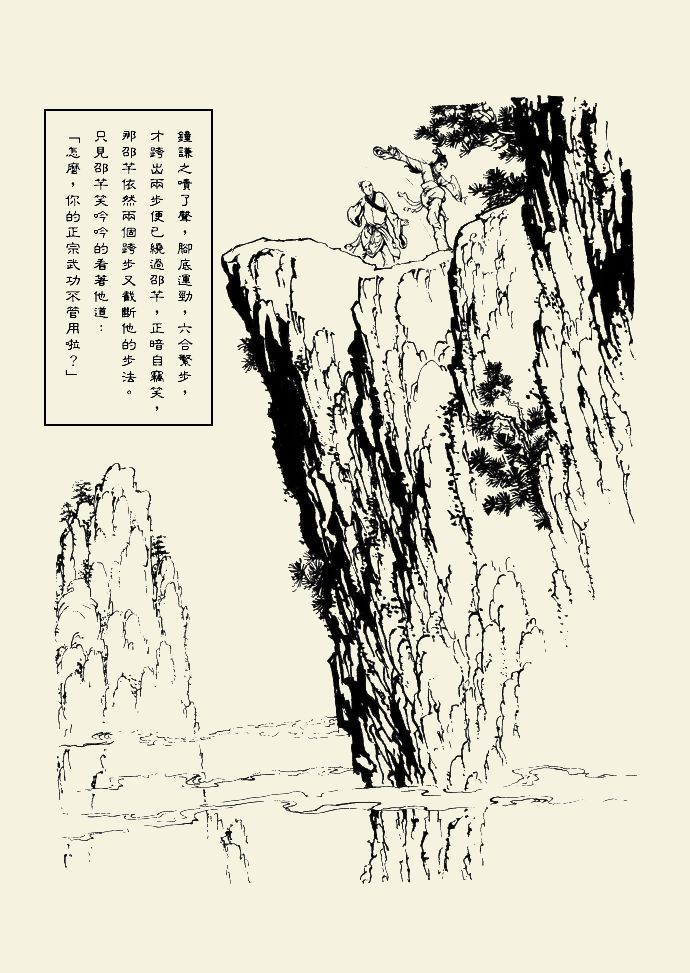 鐘謙之嘖了聲，腳底運勁，六合繫步，
才跨出兩步便已繞過邵芊，正暗自竊笑，
那邵芊依然兩個跨步又截斷他的步法。
只見邵芊笑吟吟的看著他道：
「怎麼，你的正宗武功不管用啦？」